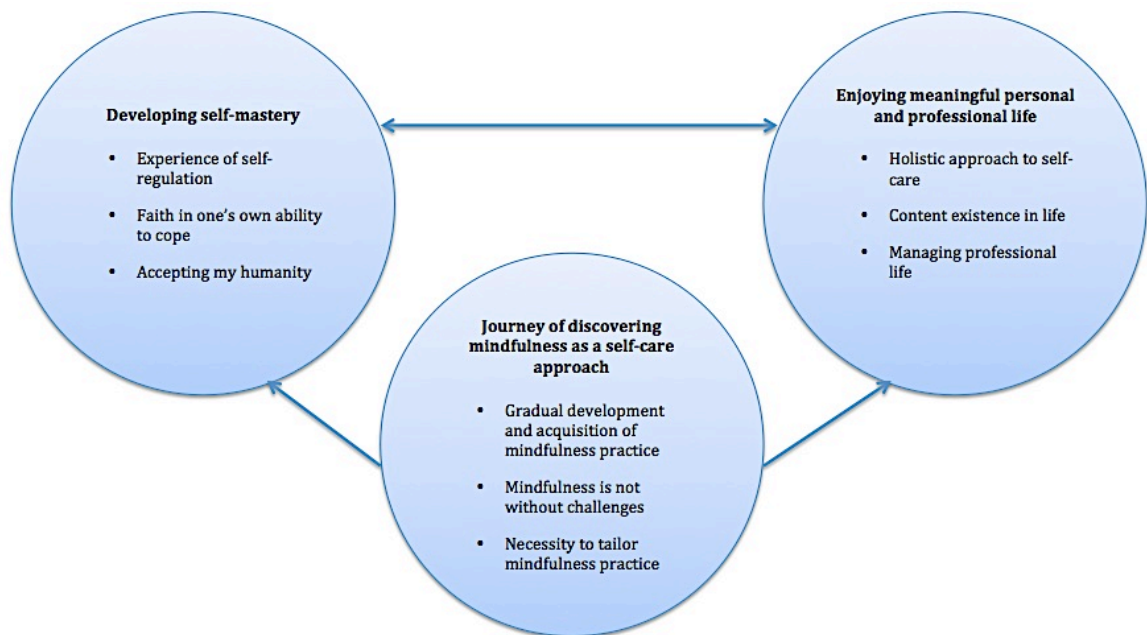 Developing self-mastery
• Experience of self-
regulation
• Faith in one's own ability
to cope
• Accepting my humanity
Enjoying meaningful personal
and professional life
• Holistic approach to self-
care
• Content existence in life
• Managing professional
life
Journey of discovering
mindfulness as a self-care
approach
• Gradual development
and acquisition of
mindfulness practice
• Mindfulness is not
without challenges
• Necessity to tailor
mindfulness practice